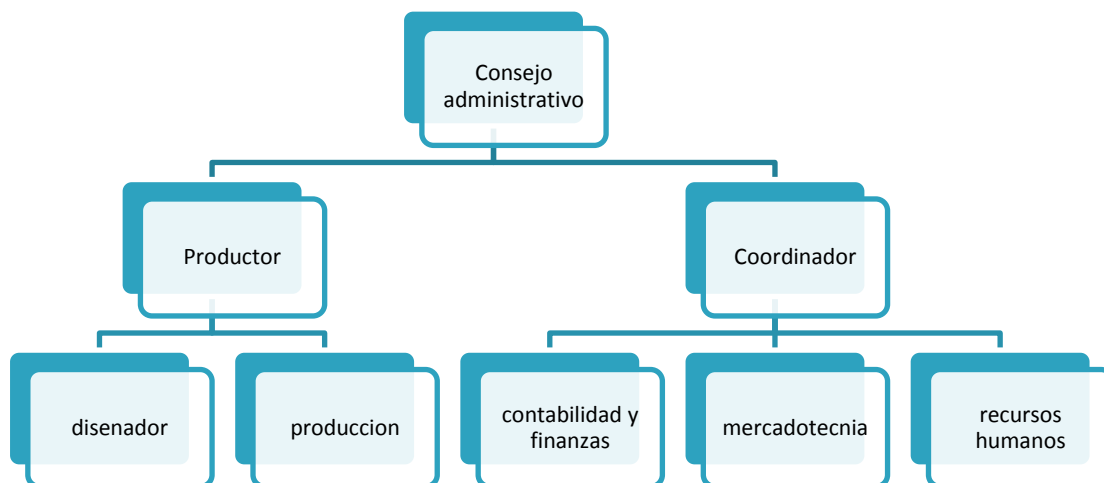 Consejo
administrativo
Productor
Coordinador
disenador
produccion
contabilidad y
finanzas
mercadotecnia
recursos
humanos